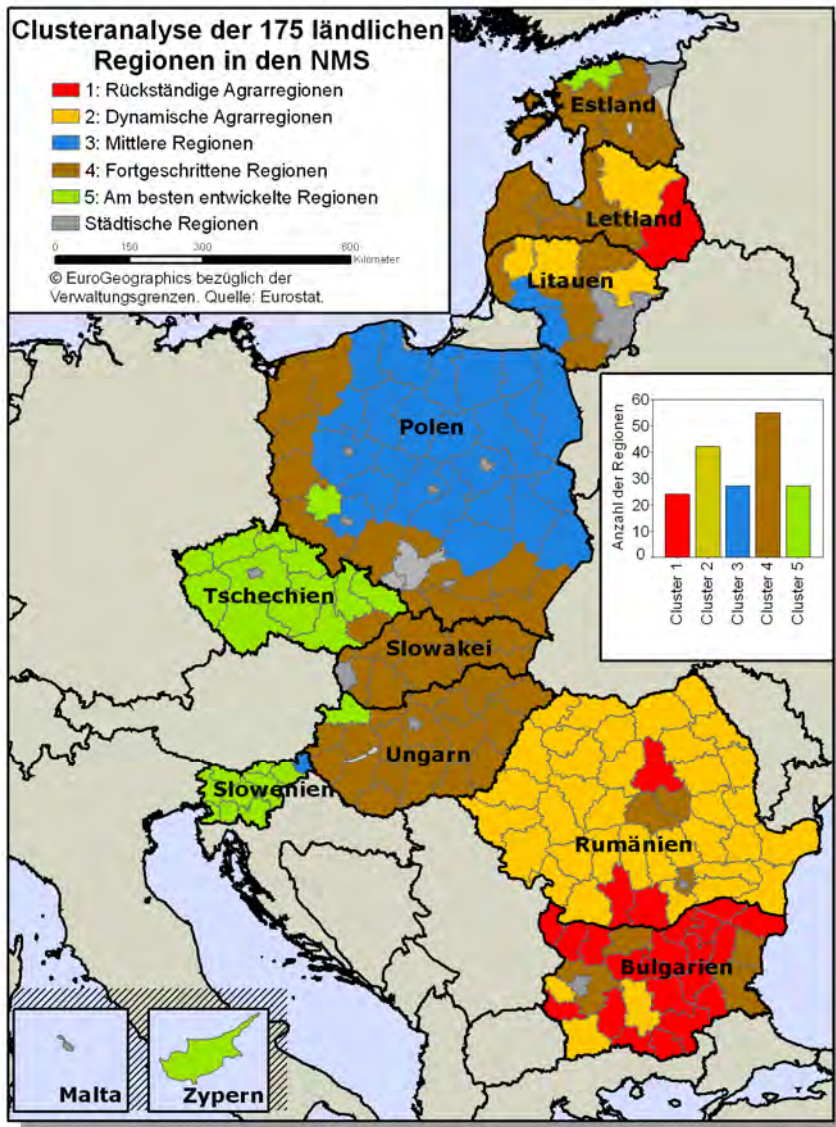 Clusteranalyse der 175 ländlichen
Regionen in den NMS
1: Rückständige Agrarregionen
2: Dynamische Agrarregionen
3: Mittlere Regionen
4: Fortgeschrittene Regionen
5: Am besten entwickelte Regionen
Städtische Regionen
0 150 300 600
Kilometer
© EuroGeographics bezüglich der
Verwaltungsgrenzen. Quelle: Eurostat.
Estland
Lettland
Litauen
Polen
Anzahl der Regionen
60
50
40
30
20
10
0
Cluster 1
Cluster 2
Cluster 3
Cluster 4
Cluster 5
Tschechien
Slowakei
Ungarn
Slowenien
Rumänien
Bulgarien
Malta
Zypern